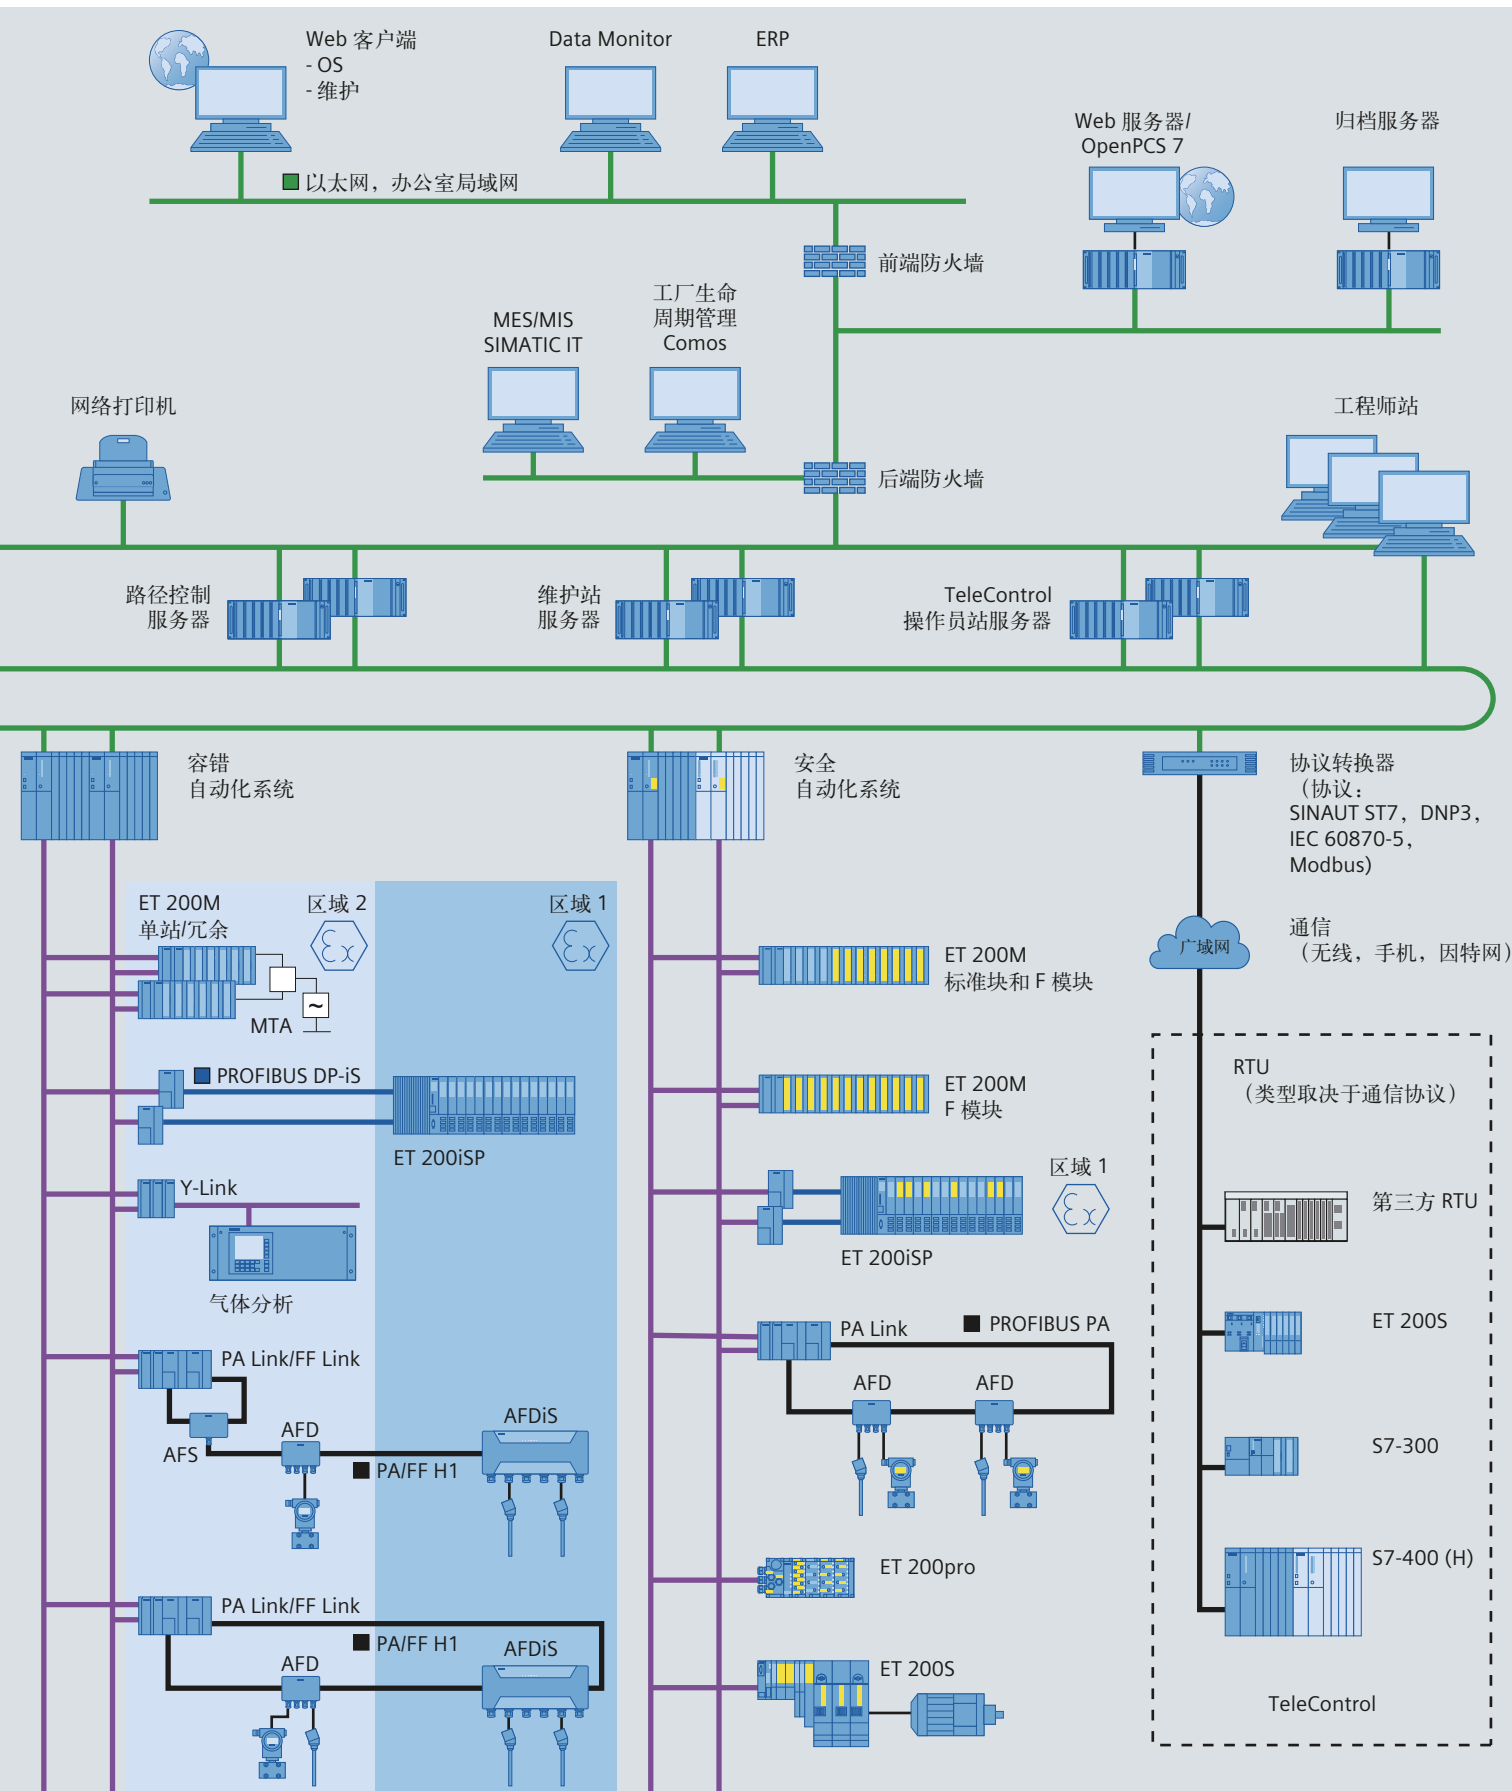 Web 客户端
- OS
- 维护
Data Monitor
ERP
Web 服务器/
OpenPCS 7
归档服务器
以太网，办公室局域网
前端防火墙
工厂生命
周期管理
Comos
MES/MIS
SIMATIC IT
网络打印机
工程师站
后端防火墙
路径控制
服务器
维护站
服务器
TeleControl
操作员站服务器
容错
自动化系统
安全
自动化系统
协议转换器
（协议：
SINAUT ST7，DNP3，
IEC 60870-5，
Modbus)
ET 200M
单站/冗余
区域 2
Ex
区域 1
Ex
MTA
~
ET 200M
标准块和 F 模块
广域网
通信
（无线，手机，因特网）
PROFIBUS DP-iS
ET 200iSP
ET 200M
F 模块
RTU
（类型取决于通信协议）
Y-Link
气体分析
区域 1
Ex
ET 200iSP
第三方 RTU
PA Link/FF Link
AFS
AFD
AFDiS
PA/FF H1
PA Link
PROFIBUS PA
AFD
AFD
ET 200S
S7-300
PA Link/FF Link
PA/FF H1
AFD
AFDiS
ET 200pro
ET 200S
S7-400 (H)
TeleControl